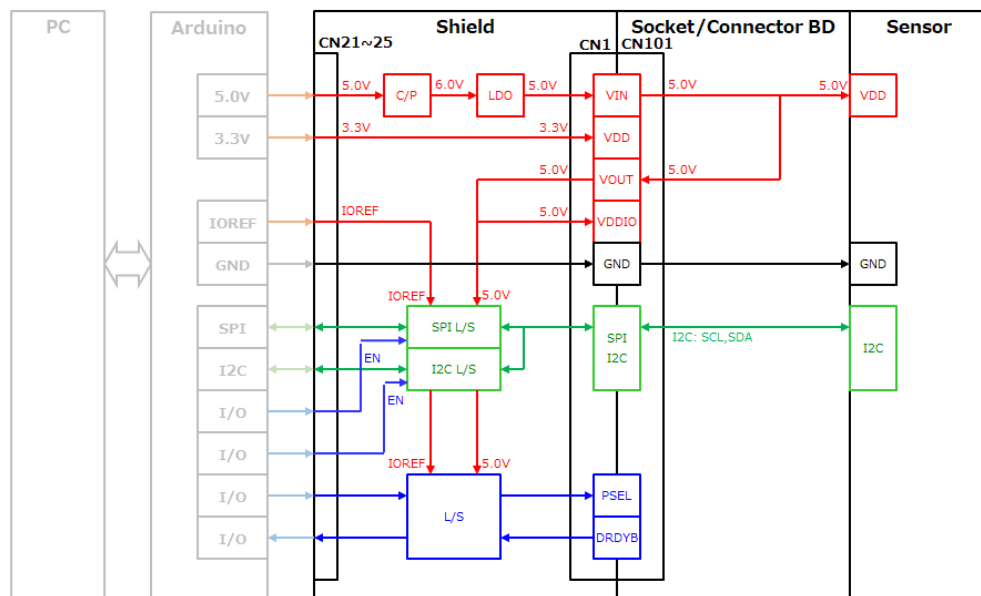 PC
Arduino
Shield
Socket/Connector BD
Sensor
CN21~25
CN1
CN101
5.0V
5.0V
C/P
6.0V
LDO
5.0V
VIN
5.0V
5.0V
VDD
3.3V
3.3V
3.3V
VDD
5.0V
VOUT
5.0V
IOREF
IOREF
5.0V
VDDIO
GND
GND
GND
IOREF
5.0V
SPI
SPI L/S
SPI
I2C
I2C: SCL,SDA
I2C
EN
I2C
I2C L/S
EN
I/O
I/O
IOREF
5.0V
I/O
L/S
PSEL
I/O
DRDYB